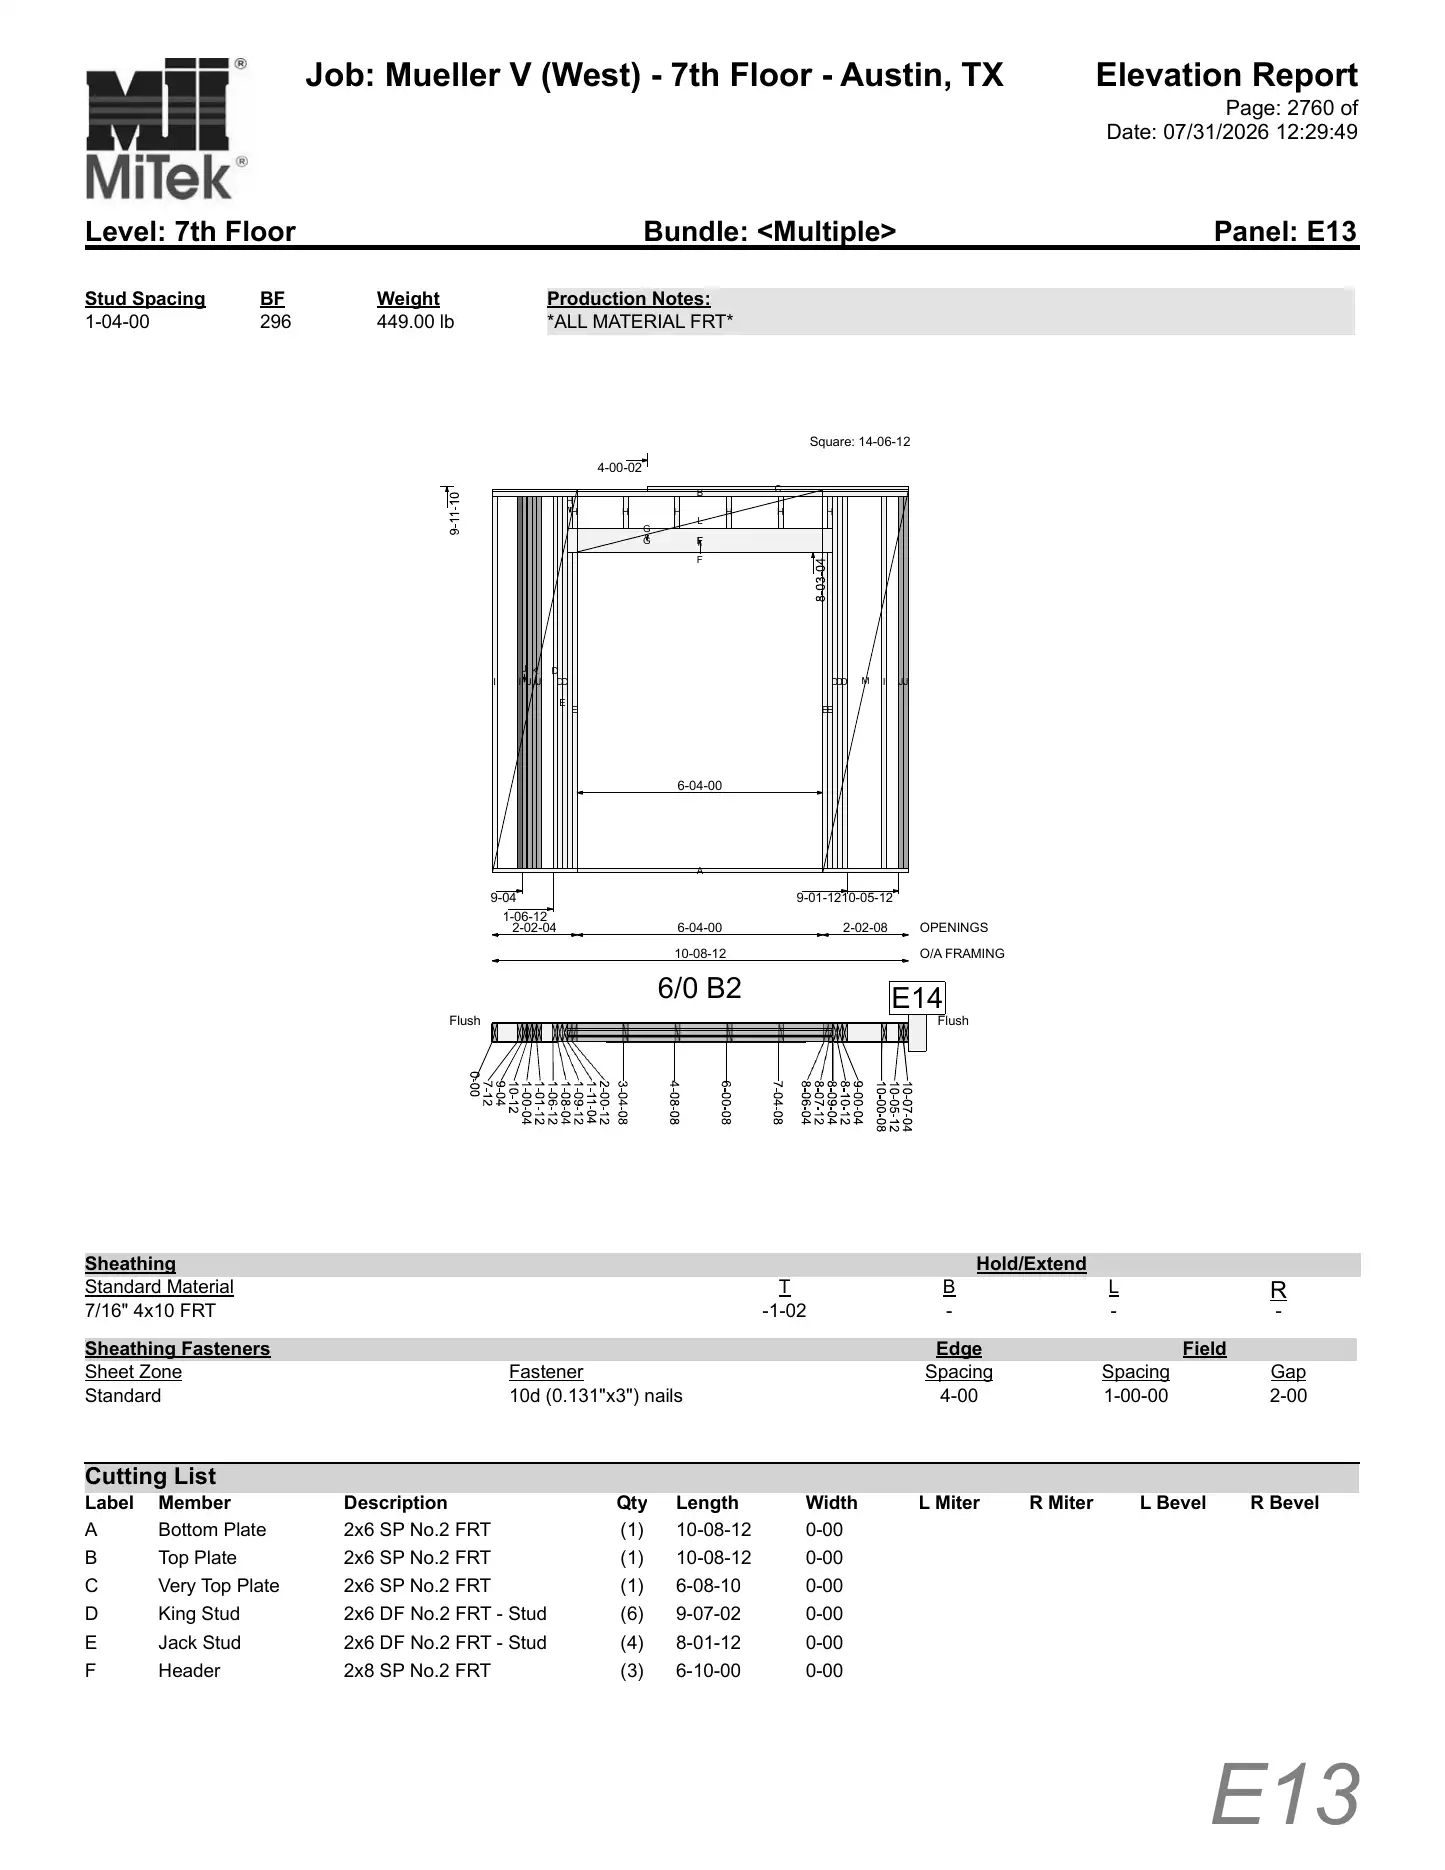 Job: Mueller V (West) - 7th Floor - Austin, TX
Elevation Report
Page: 2760 of
Date: 07/31/2026 12:29:49
MiTek®
Level: 7th Floor Bundle: <Multiple> Panel: E13
Stud Spacing BF Weight Production Notes:
1-04-00 296 449.00 lb *ALL MATERIAL FRT*
Square: 14-06-12
4-00-02
9-11-10
C
B
H H H H H H
L
G
G
F
F
8-03-04
D
I M I
E
6-04-00
A
9-04 9-01-12 10-05-12
1-06-12
2-02-04 6-04-00 2-02-08 OPENINGS
10-08-12 O/A FRAMING
6/0 B2 E14
Flush Flush
0-00 7-12 9-04 10-12 1-00-04 1-01-12 1-06-12 1-08-04 1-09-12 1-11-04 2-00-12 3-04-08 4-08-08 6-00-08 7-04-08 8-06-04 8-07-12 8-09-04 8-10-12 9-00-04 10-00-08 10-05-12 10-07-04
Sheathing Hold/Extend
Standard Material T B L R
7/16" 4x10 FRT -1-02 - - -
Sheathing Fasteners Edge Field
Sheet Zone Fastener Spacing Spacing Gap
Standard 10d (0.131"x3") nails 4-00 1-00-00 2-00
Cutting List
Label Member Description Qty Length Width L Miter R Miter L Bevel R Bevel
A Bottom Plate 2x6 SP No.2 FRT (1) 10-08-12 0-00
B Top Plate 2x6 SP No.2 FRT (1) 10-08-12 0-00
C Very Top Plate 2x6 SP No.2 FRT (1) 6-08-10 0-00
D King Stud 2x6 DF No.2 FRT - Stud (6) 9-07-02 0-00
E Jack Stud 2x6 DF No.2 FRT - Stud (4) 8-01-12 0-00
F Header 2x8 SP No.2 FRT (3) 6-10-00 0-00
E13